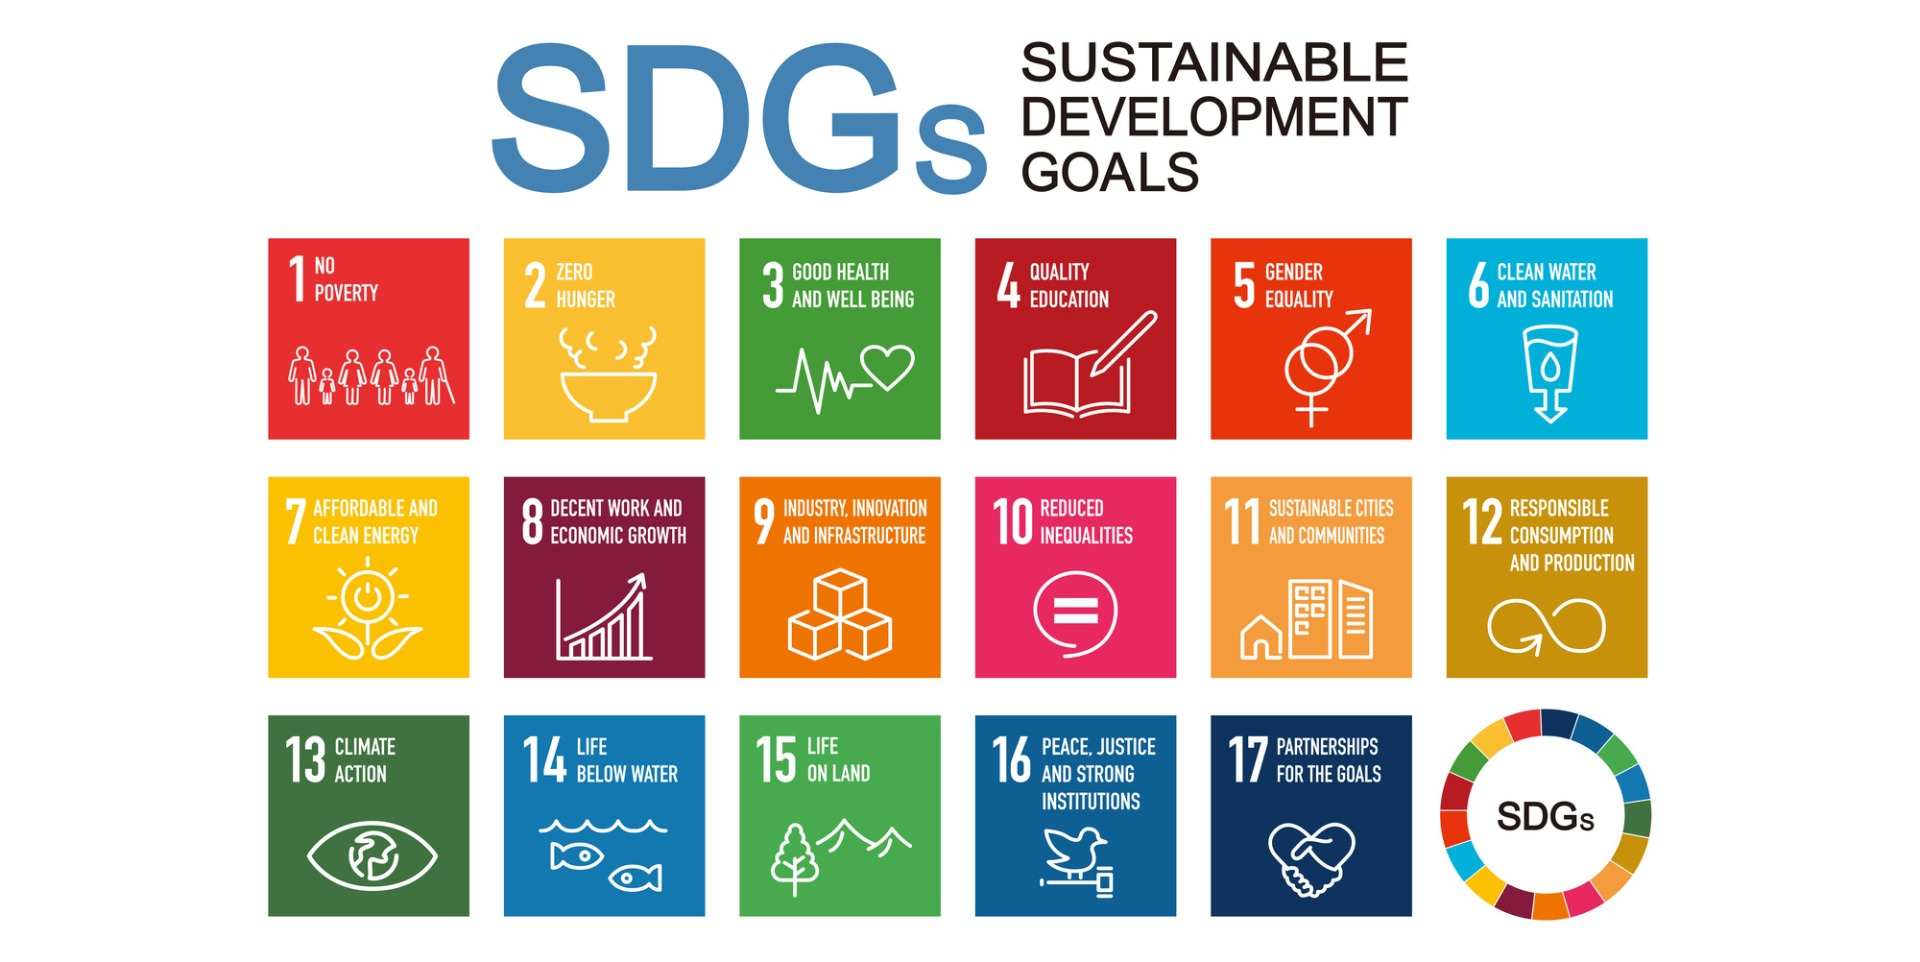 SDGs
SUSTAINABLE
DEVELOPMENT
GOALS
1 NO
POVERTY
2 ZERO
HUNGER
3 GOOD HEALTH
AND WELL BEING
4 QUALITY
EDUCATION
5 GENDER
EQUALITY
6 CLEAN WATER
AND SANITATION
7 AFFORDABLE AND
CLEAN ENERGY
8 DECENT WORK AND
ECONOMIC GROWTH
9 INDUSTRY, INNOVATION
AND INFRASTRUCTURE
10 REDUCED
INEQUALITIES
11 SUSTAINABLE CITIES
AND COMMUNITIES
12 RESPONSIBLE
CONSUMPTION
AND PRODUCTION
13 CLIMATE
ACTION
14 LIFE
BELOW WATER
15 LIFE
ON LAND
16 PEACE, JUSTICE
AND STRONG
INSTITUTIONS
17 PARTNERSHIPS
FOR THE GOALS
SDGs